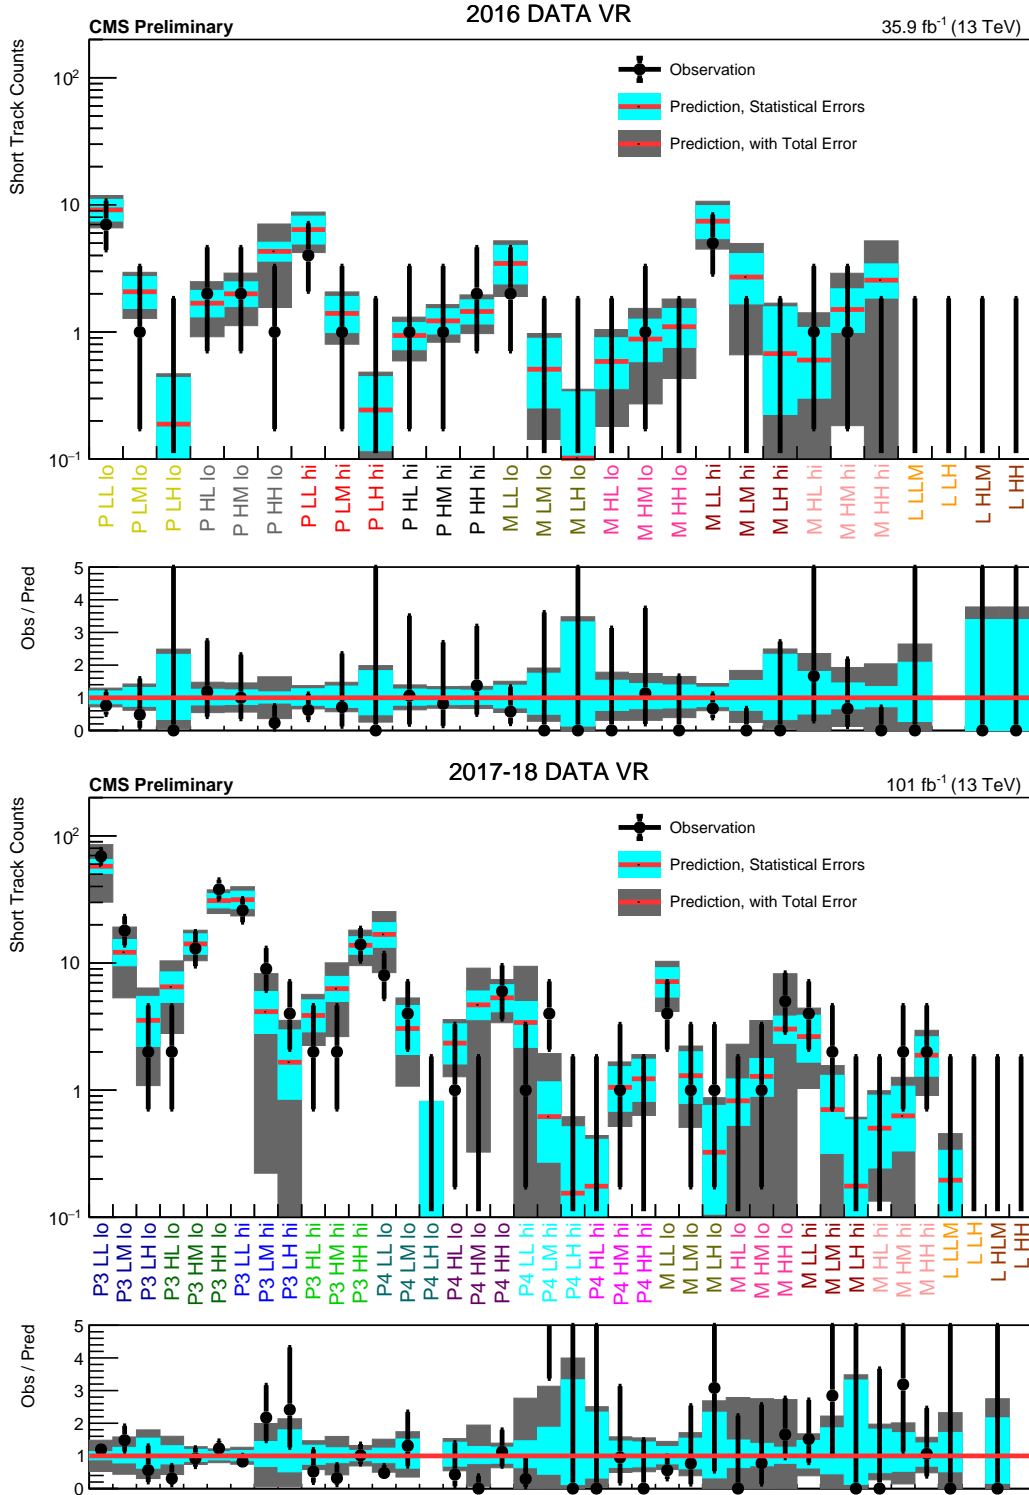 2016 DATA VR
CMS Preliminary
35.9 fb⁻¹ (13 TeV)
Short Track Counts
10²
10
1
10⁻¹
Observation
Prediction, Statistical Errors
Prediction, with Total Error
P LL lo
P LM lo
P LH lo
P HL lo
P HM lo
P HH lo
P LL hi
P LM hi
P LH hi
P HL hi
P HM hi
P HH hi
M LL lo
M LM lo
M LH lo
M HL lo
M HM lo
M HH lo
M LL hi
M LM hi
M LH hi
M HL hi
M HM hi
M HH hi
L LLM
L LLH
L HLM
L HH
Obs / Pred
5
4
3
2
1
0
2017-18 DATA VR
CMS Preliminary
101 fb⁻¹ (13 TeV)
Short Track Counts
10²
10
1
10⁻¹
Observation
Prediction, Statistical Errors
Prediction, with Total Error
P3 LL lo
P3 LM lo
P3 LH lo
P3 HL lo
P3 HM lo
P3 HH lo
P3 LL hi
P3 LM hi
P3 LH hi
P3 HL hi
P3 HM hi
P3 HH hi
P4 LL lo
P4 LM lo
P4 LH lo
P4 HL lo
P4 HM lo
P4 HH lo
P4 LL hi
P4 LM hi
P4 LH hi
P4 HL hi
P4 HM hi
P4 HH hi
M LL lo
M LM lo
M LH lo
M HL lo
M HM lo
M HH lo
M LL hi
M LM hi
M LH hi
M HL hi
M HM hi
M HH hi
L LLM
L LLH
L HLM
L HH
Obs / Pred
5
4
3
2
1
0